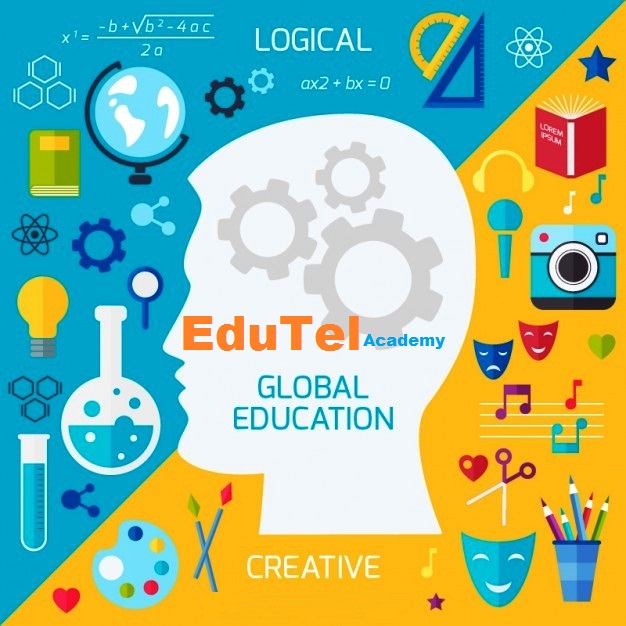 x¹ = -b+√b²-4ac
2a
LOGICAL
ax2 + bx = 0
LOREM
IPSUM
EduTel Academy
GLOBAL
EDUCATION
CREATIVE